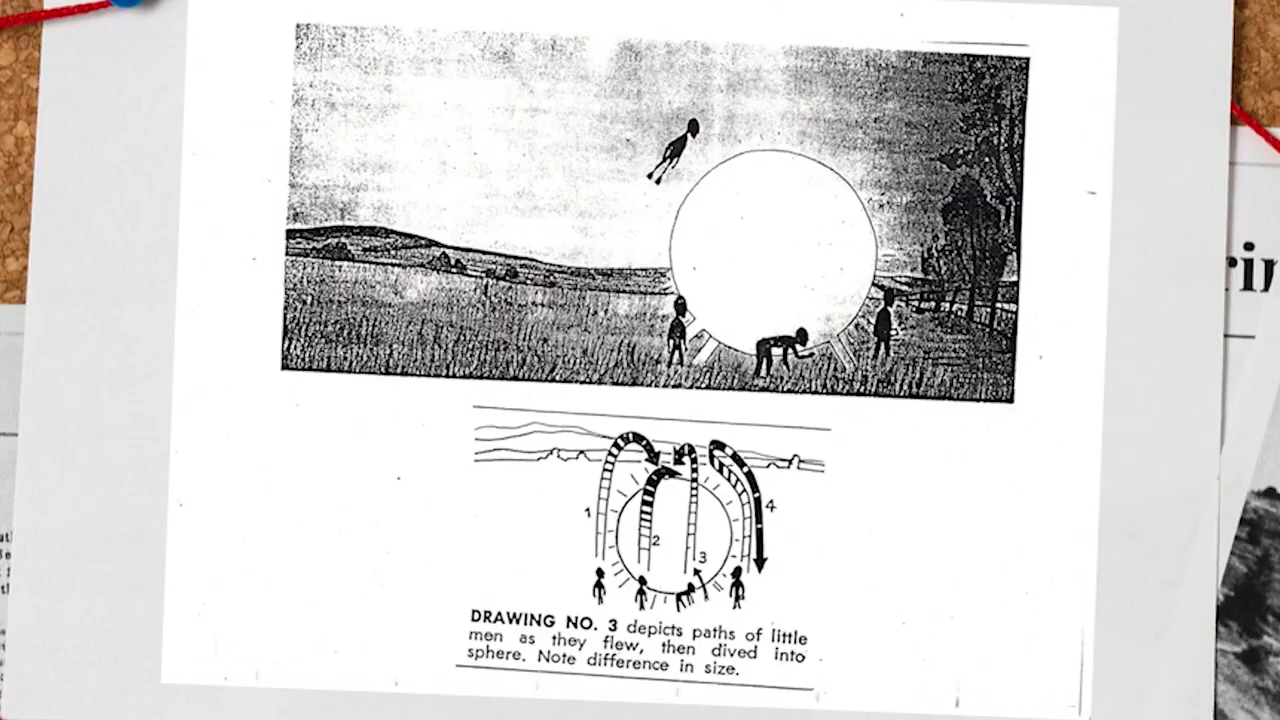 1
2
3
4
DRAWING NO. 3 depicts paths of little
men as they flew, then dived into
sphere. Note difference in size.